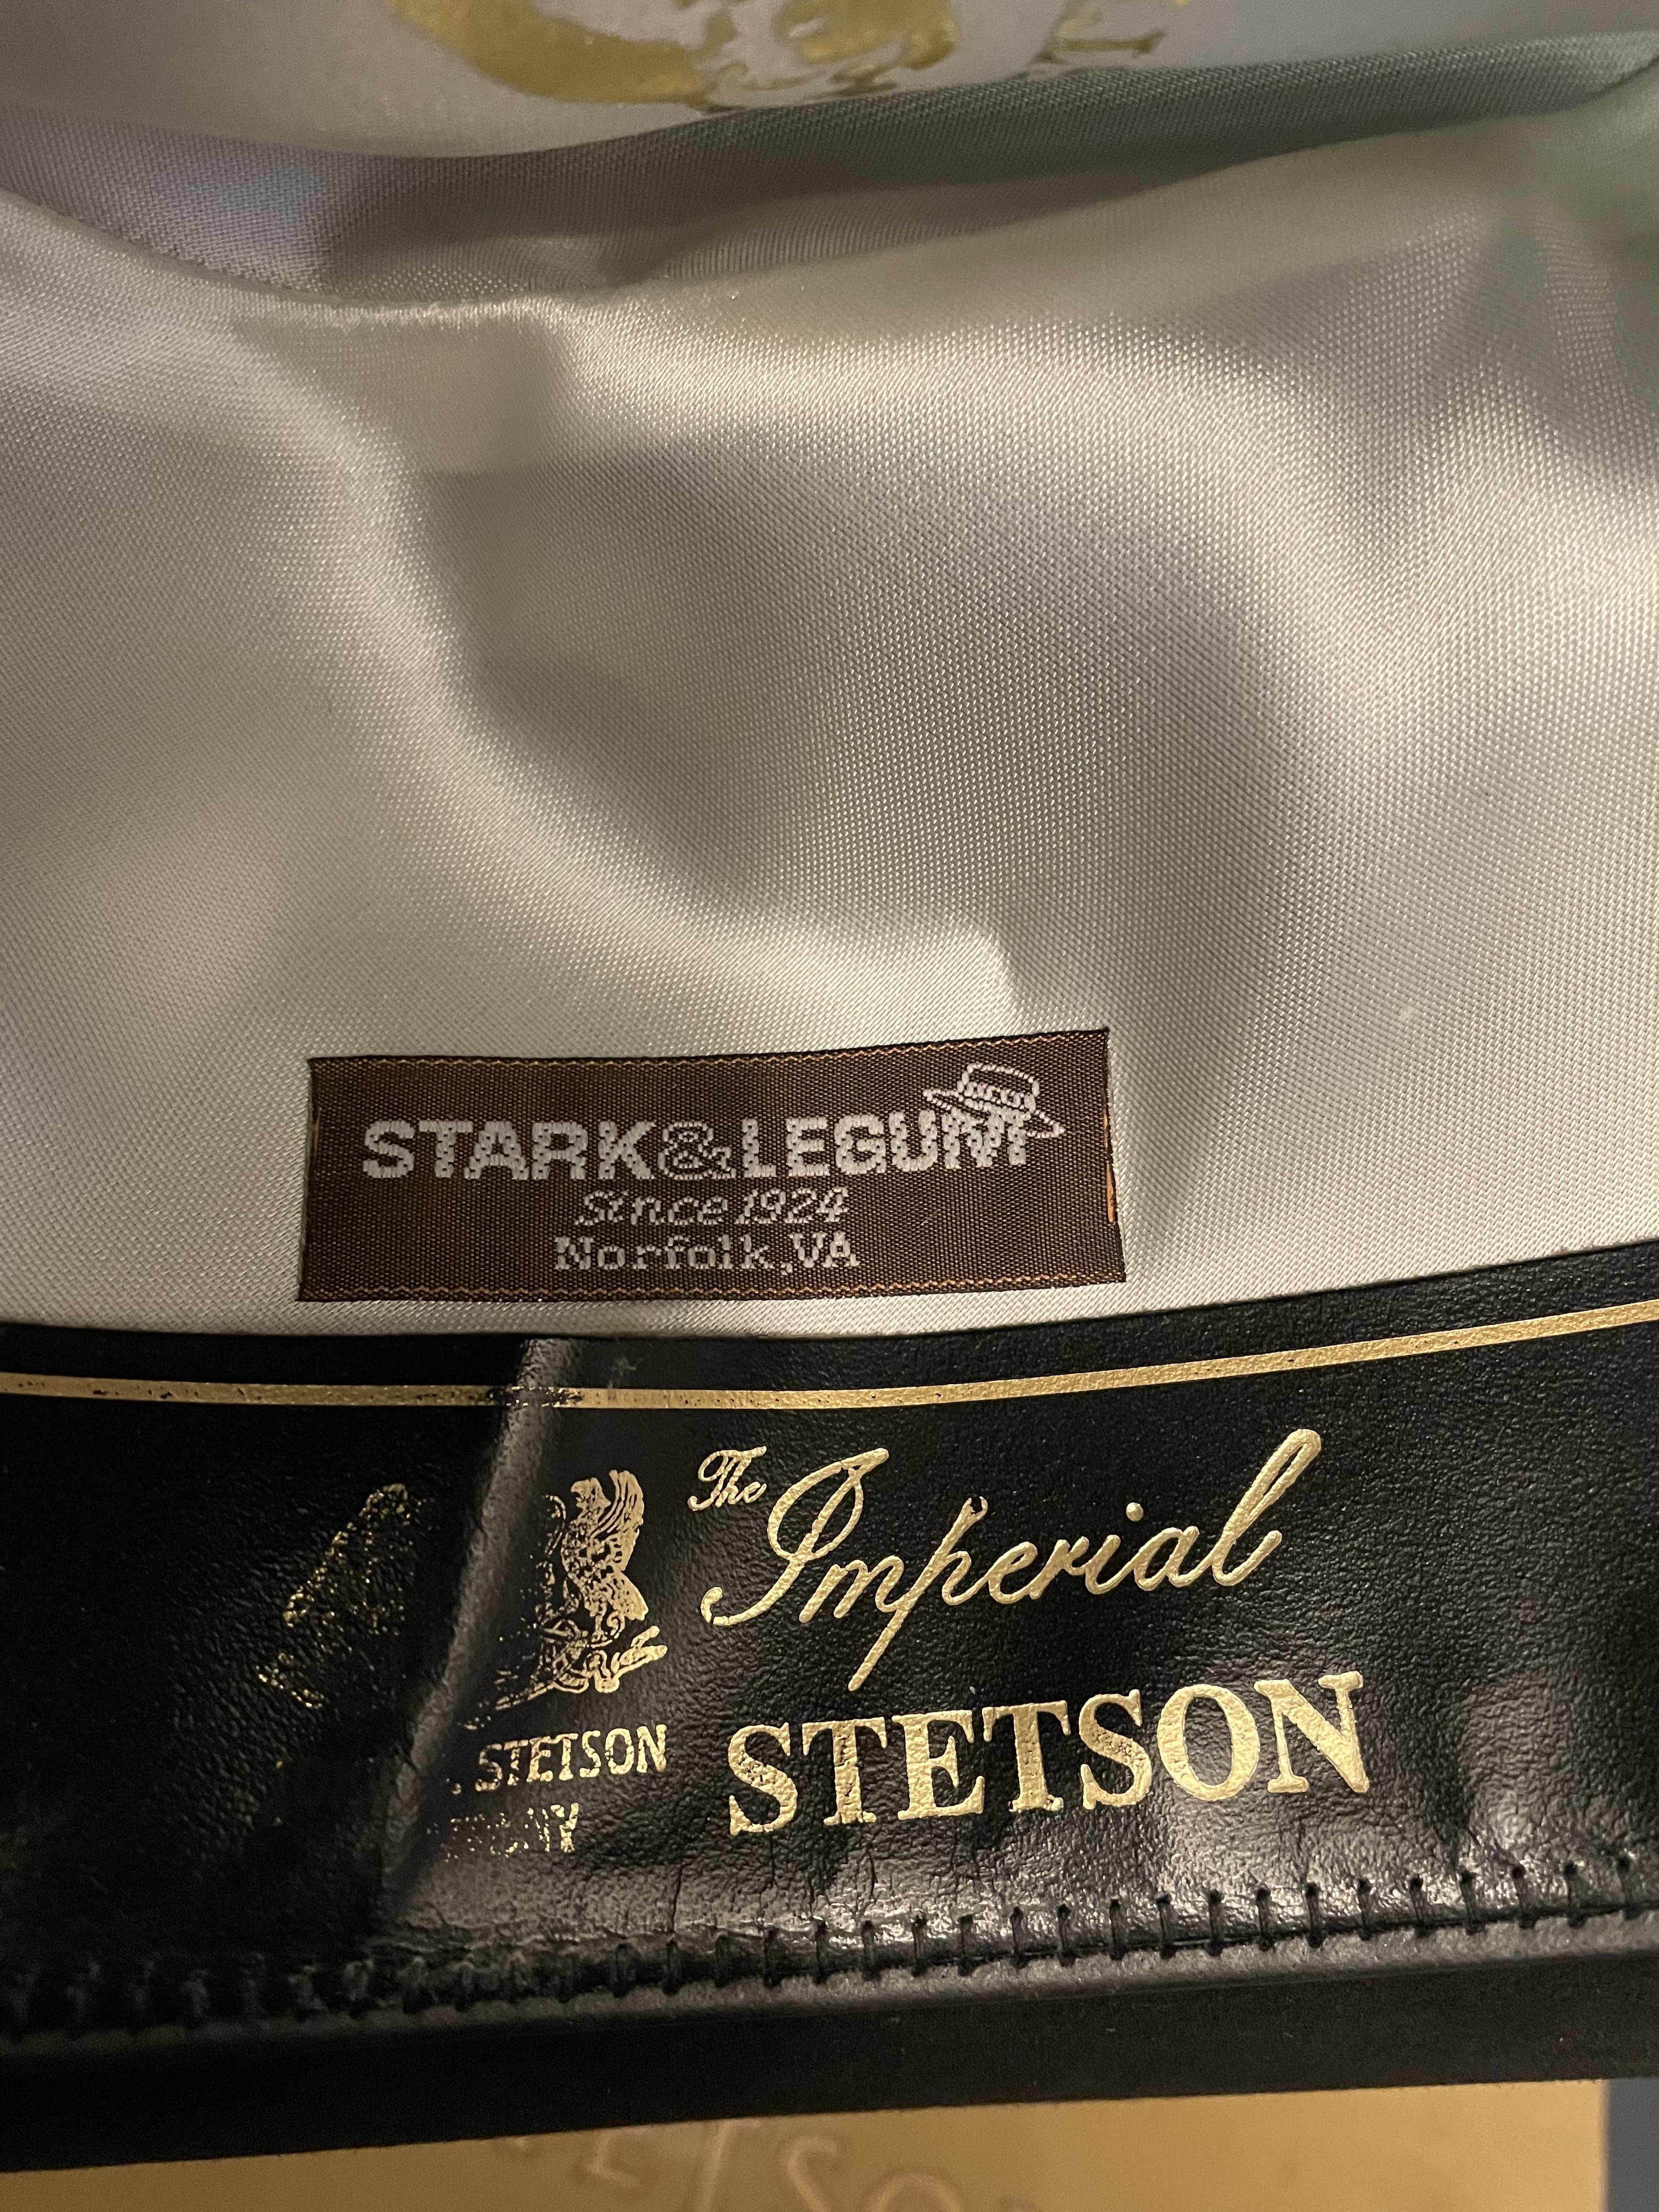 STARK&LEGUM
Since 1924
Norfolk, VA
The Imperial
STETSON
STETSON